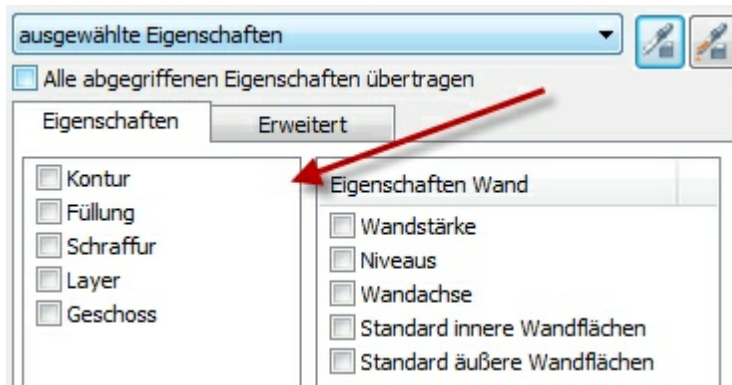 ausgewählte Eigenschaften
Alle abgegriffenen Eigenschaften übertragen
Eigenschaften
Erweitert
Kontur
Füllung
Schraffur
Layer
Geschoss
Eigenschaften Wand
Wandstärke
Niveaus
Wandachse
Standard innere Wandflächen
Standard äußere Wandflächen